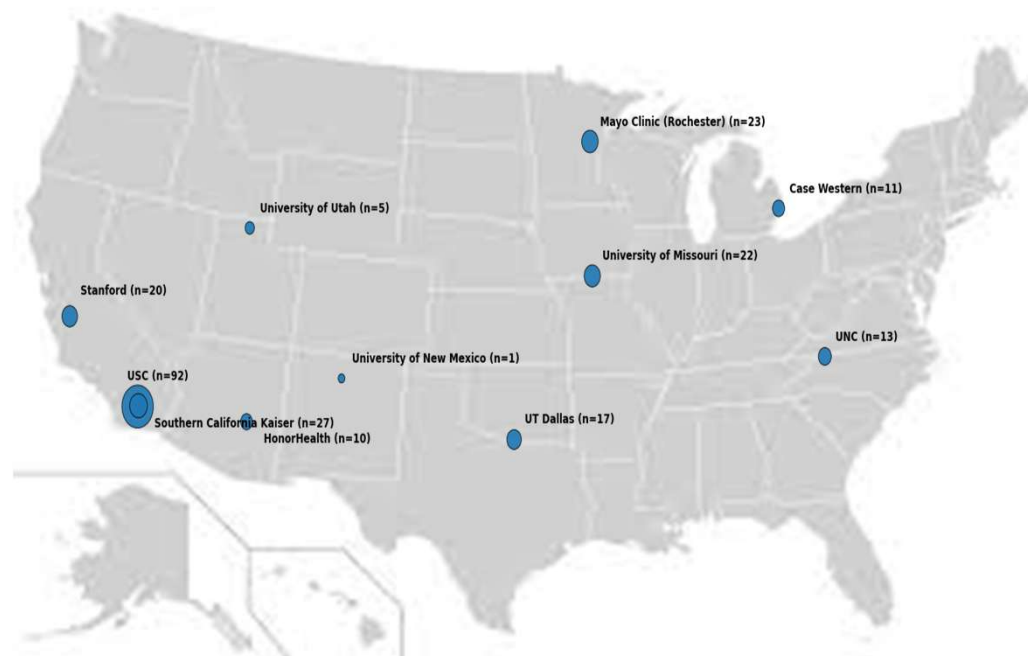 Mayo Clinic (Rochester) (n=23)
Case Western (n=11)
University of Utah (n=5)
University of Missouri (n=22)
Stanford (n=20)
UNC (n=13)
University of New Mexico (n=1)
USC (n=92)
Southern California Kaiser (n=27)
UT Dallas (n=17)
HonorHealth (n=10)